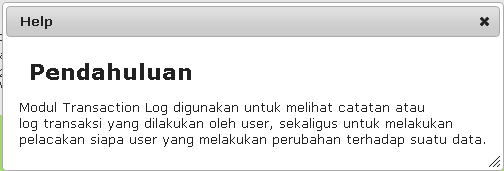 Help
Pendahuluan
Modul Transaction Log digunakan untuk melihat catatan atau
log transaksi yang dilakukan oleh user, sekaligus untuk melakukan
pelacakan siapa user yang melakukan perubahan terhadap suatu data.